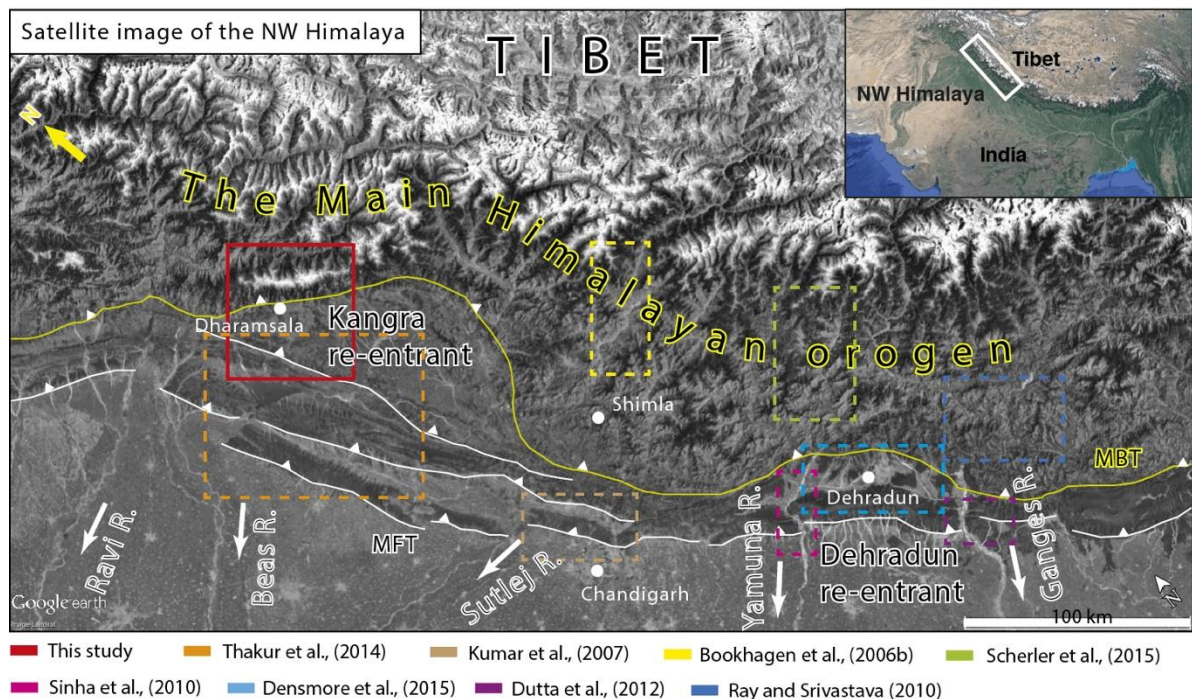 Satellite image of the NW Himalaya
TIBET
Tibet
NW Himalaya
India
N
The Main Himalayan orogen
Dharamsala
Kangra
re-entrant
Shimla
MBT
Dehradun
Dehradun
re-entrant
MFT
Chandigarh
Ravi R.
Beas R.
Sutlej R.
Yamuna R.
Ganges R.
N
100 km
Google earth
Image Landsat
This study
Thakur et al., (2014)
Kumar et al., (2007)
Bookhagen et al., (2006b)
Scherler et al., (2015)
Sinha et al., (2010)
Densmore et al., (2015)
Dutta et al., (2012)
Ray and Srivastava (2010)